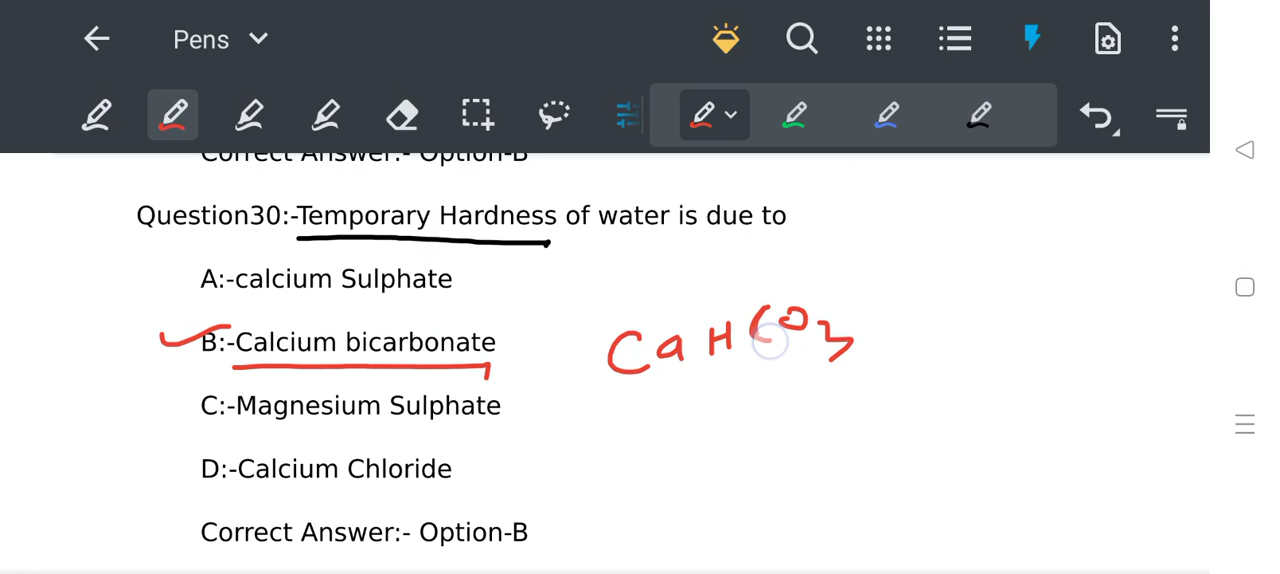 Pens
Correct Answer:- Option-B
Question30:-Temporary Hardness of water is due to
A:-calcium Sulphate
B:-Calcium bicarbonate
CaHCO3
C:-Magnesium Sulphate
D:-Calcium Chloride
Correct Answer:- Option-B